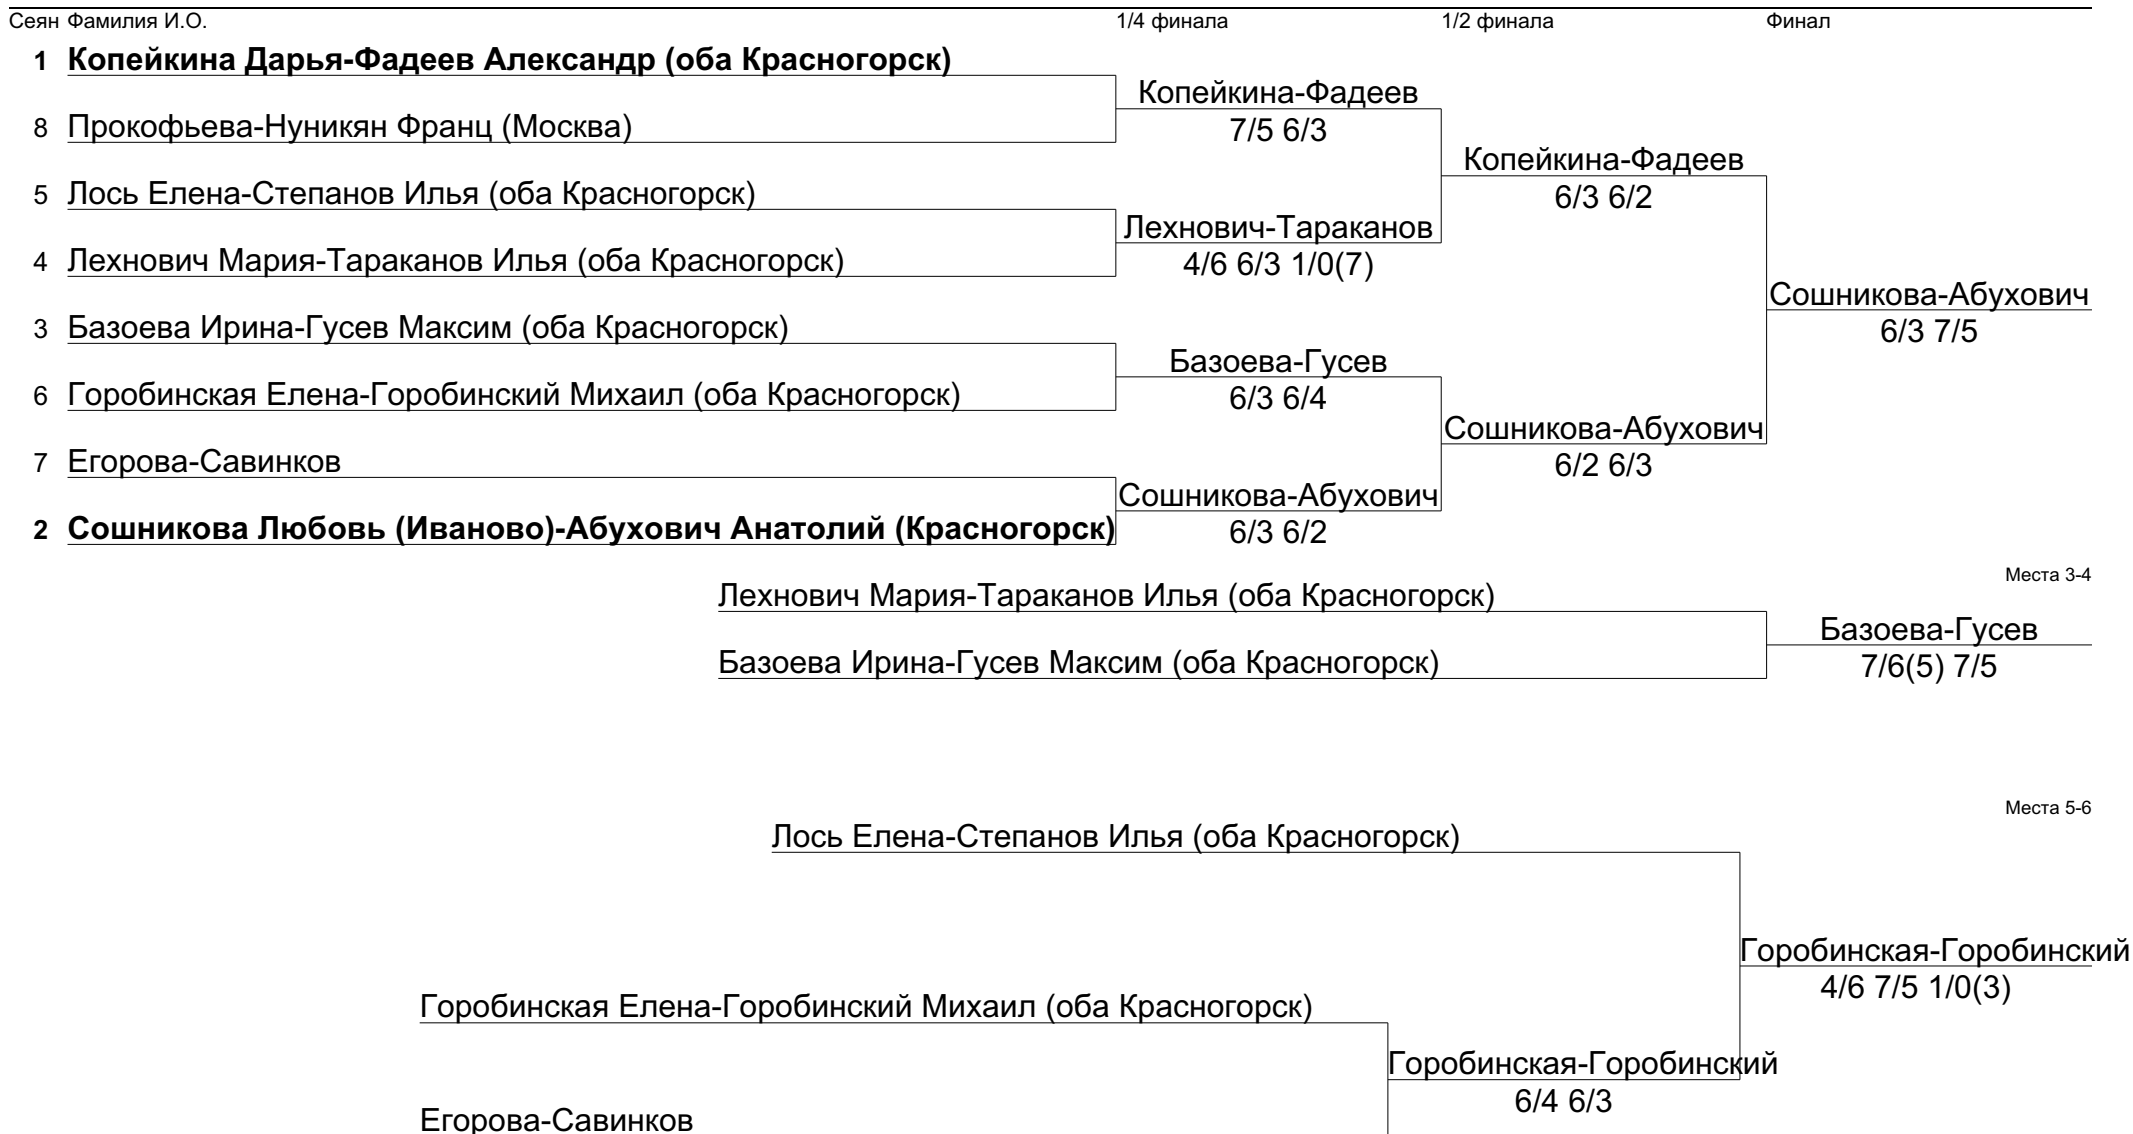 Сеян Фамилия И.О. 1/4 финала 1/2 финала Финал
1 Копейкина Дарья-Фадеев Александр (оба Красногорск)
Копейкина-Фадеев
8 Прокофьева-Нуникян Франц (Москва)
7/5 6/3
Копейкина-Фадеев
5 Лось Елена-Степанов Илья (оба Красногорск)
6/3 6/2
Лехнович-Тараканов
4 Лехнович Мария-Тараканов Илья (оба Красногорск)
4/6 6/3 1/0(7)
Сошникова-Абухович
3 Базоева Ирина-Гусев Максим (оба Красногорск)
6/3 7/5
Базоева-Гусев
6 Горобинская Елена-Горобинский Михаил (оба Красногорск)
6/3 6/4
Сошникова-Абухович
7 Егорова-Савинков
6/2 6/3
Сошникова-Абухович
2 Сошникова Любовь (Иваново)-Абухович Анатолий (Красногорск)
6/3 6/2
Места 3-4
Лехнович Мария-Тараканов Илья (оба Красногорск)
Базоева-Гусев
Базоева Ирина-Гусев Максим (оба Красногорск)
7/6(5) 7/5
Места 5-6
Лось Елена-Степанов Илья (оба Красногорск)
Горобинская-Горобинский
4/6 7/5 1/0(3)
Горобинская Елена-Горобинский Михаил (оба Красногорск)
Горобинская-Горобинский
6/4 6/3
Егорова-Савинков